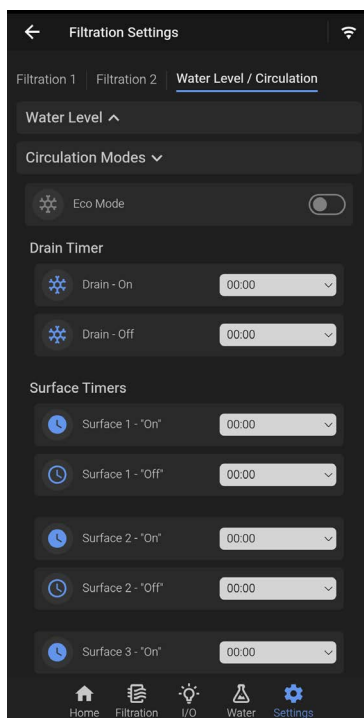 Filtration Settings
Filtration 1 Filtration 2 Water Level / Circulation
Water Level
Circulation Modes
Eco Mode
Drain Timer
Drain - On 00:00
Drain - Off 00:00
Surface Timers
Surface 1 - "On" 00:00
Surface 1 - "Off" 00:00
Surface 2 - "On" 00:00
Surface 2 - "Off" 00:00
Surface 3 - "On" 00:00
Home Filtration I/O Water Settings